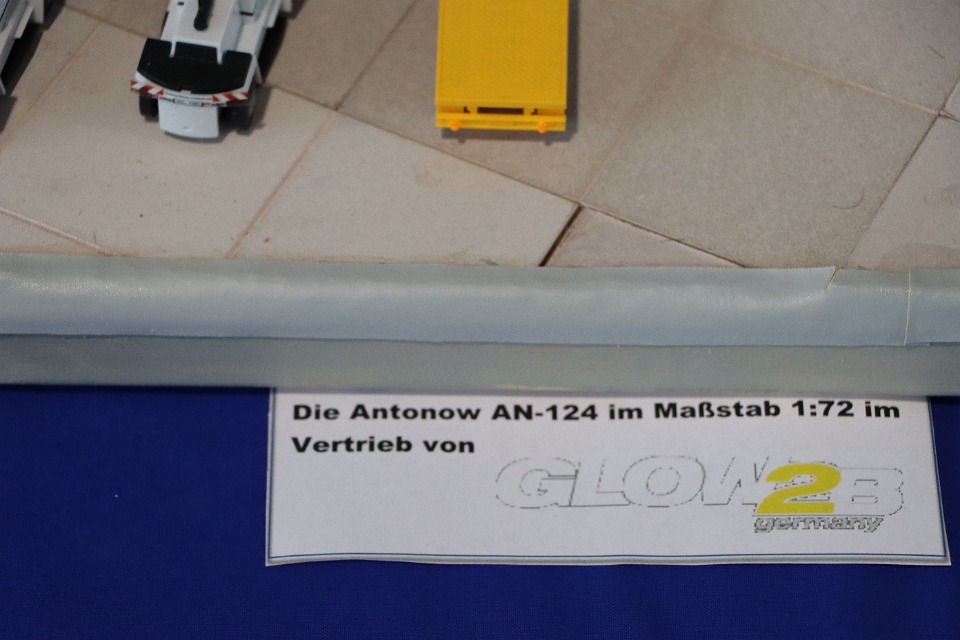 Die Antonow AN-124 im Maßstab 1:72 im
Vertrieb von
GLOW2B
germany